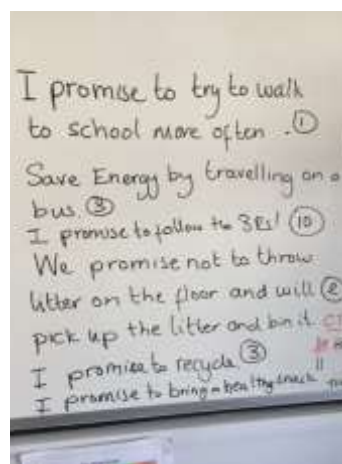 I promise to try to walk
to school more often . ①
Save Energy by travelling on a
bus ③
I promise to follow the 3Rs! ⑩
We promise not to throw
litter on the floor and will ②
pick up the litter and bin it.
I promise to recycle ③
I promise to bring a healthy snack